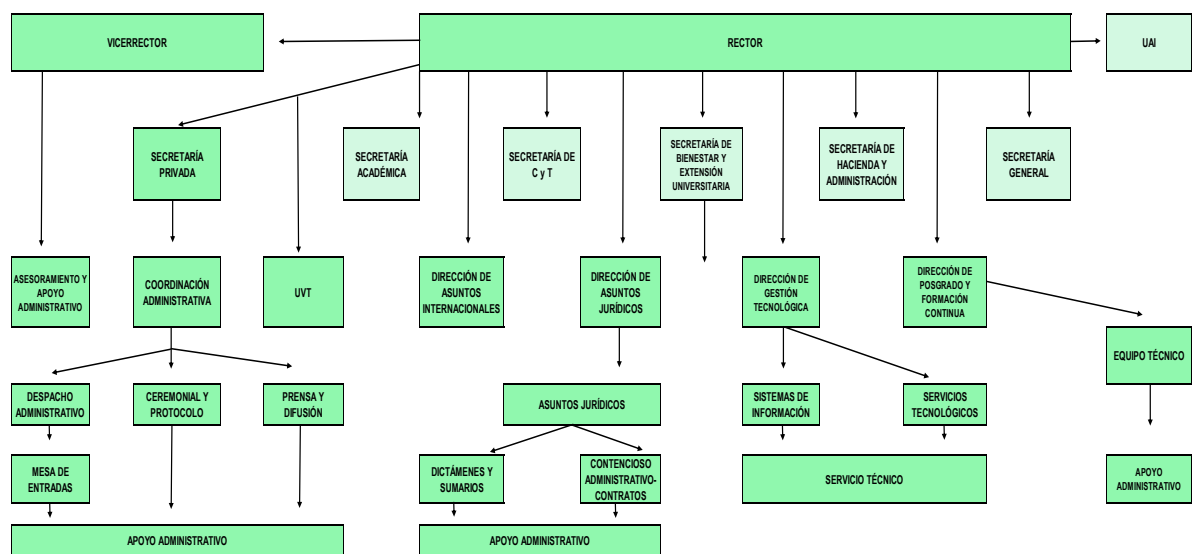 VICERRECTOR
RECTOR
UAI
SECRETARÍA
PRIVADA
SECRETARÍA
ACADÉMICA
SECRETARÍA DE
C y T
SECRETARÍA DE
BIENESTAR Y
EXTENSIÓN
UNIVERSITARIA
SECRETARÍA DE
HACIENDA Y
ADMINISTRACIÓN
SECRETARÍA
GENERAL
ASESORAMIENTO Y
APOYO
ADMINISTRATIVO
COORDINACIÓN
ADMINISTRATIVA
UVT
DIRECCIÓN DE
ASUNTOS
INTERNACIONALES
DIRECCIÓN DE
ASUNTOS
JURÍDICOS
DIRECCIÓN DE
GESTIÓN
TECNOLÓGICA
DIRECCIÓN DE
POSGRADO Y
FORMACIÓN
CONTINUA
EQUIPO TÉCNICO
DESPACHO
ADMINISTRATIVO
CEREMONIAL Y
PROTOCOLO
PRENSA Y
DIFUSIÓN
ASUNTOS JURÍDICOS
SISTEMAS DE
INFORMACIÓN
SERVICIOS
TECNOLÓGICOS
MESA DE
ENTRADAS
DICTÁMENES Y
SUMARIOS
CONTENCIOSO
ADMINISTRATIVO-
CONTRATOS
SERVICIO TÉCNICO
APOYO
ADMINISTRATIVO
APOYO ADMINISTRATIVO
APOYO ADMINISTRATIVO